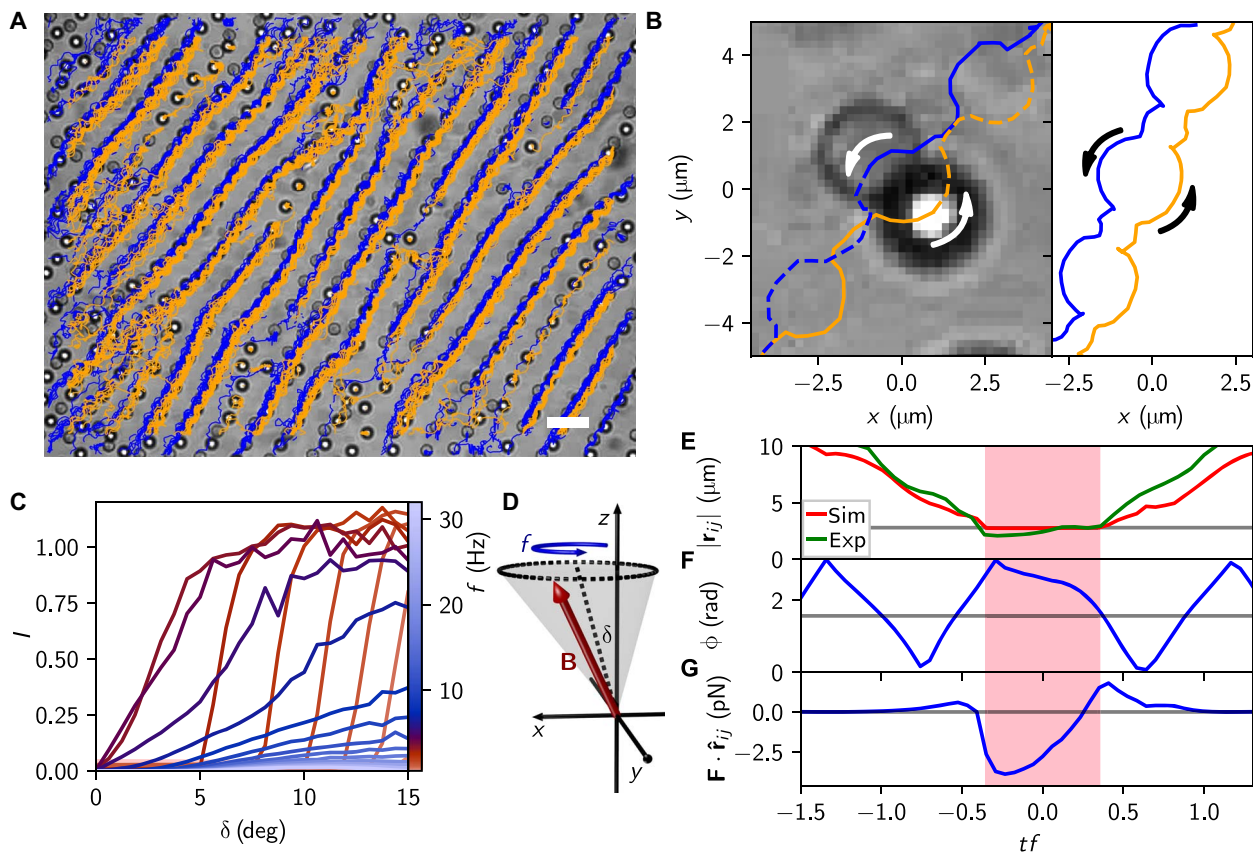 A
B
4
2
0
−2
−4
y (μm)
−2.5 0.0 2.5
x (μm)
−2.5 0.0 2.5
x (μm)
C
1.00
0.75
0.50
0.25
0.00
I
0 5 10 15
δ (deg)
30
20
10
f (Hz)
D
z
f
δ
B
x
y
E
10
5
0
|r_ij| (μm)
Sim
Exp
F
2
0
ϕ (rad)
G
0.0
−2.5
F · r̂_ij (pN)
−1.5 −1.0 −0.5 0.0 0.5 1.0
tf